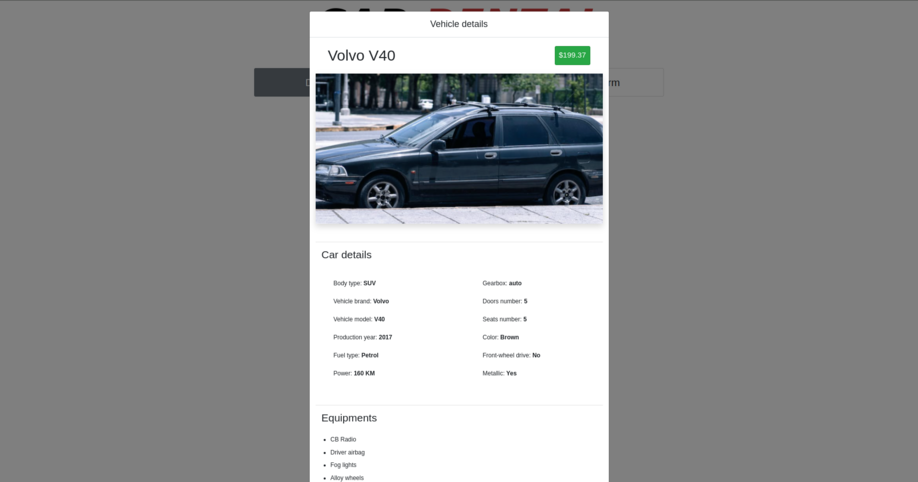 Vehicle details
Volvo V40
$199.37
rm
Car details
Body type: SUV
Gearbox: auto
Vehicle brand: Volvo
Doors number: 5
Vehicle model: V40
Seats number: 5
Production year: 2017
Color: Brown
Fuel type: Petrol
Front-wheel drive: No
Power: 160 KM
Metallic: Yes
Equipments
CB Radio
Driver airbag
Fog lights
Alloy wheels